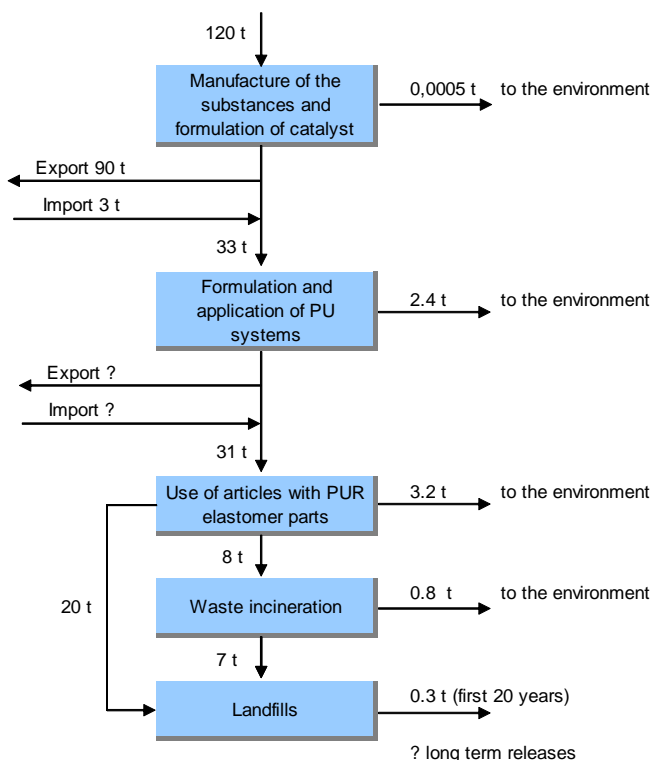 120 t
Manufacture of the
substances and
formulation of catalyst
0,0005 t to the environment
Export 90 t
Import 3 t
33 t
Formulation and
application of PU
systems
2.4 t to the environment
Export ?
Import ?
31 t
Use of articles with PUR
elastomer parts
3.2 t to the environment
8 t
20 t
Waste incineration
0.8 t to the environment
7 t
Landfills
0.3 t (first 20 years)
? long term releases